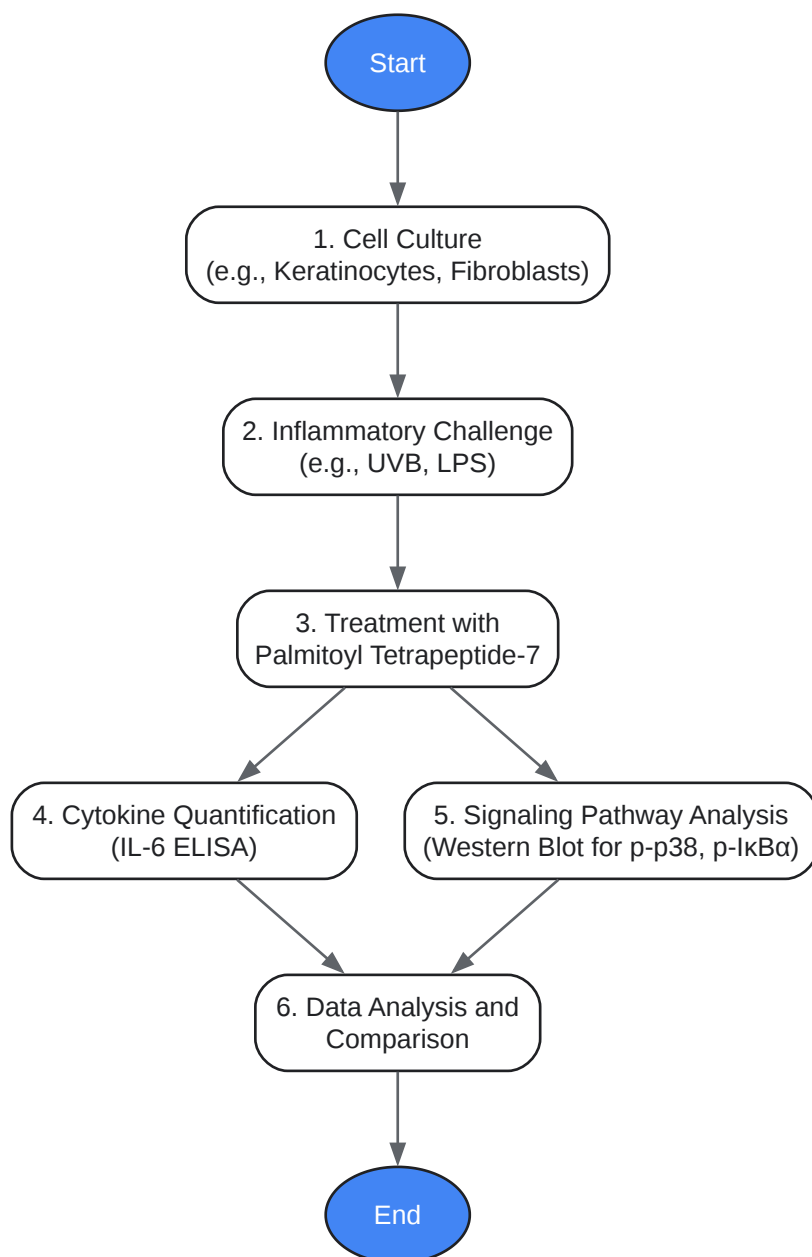 Start
1. Cell Culture
(e.g., Keratinocytes, Fibroblasts)
2. Inflammatory Challenge
(e.g., UVB, LPS)
3. Treatment with
Palmitoyl Tetrapeptide-7
4. Cytokine Quantification
(IL-6 ELISA)
5. Signaling Pathway Analysis
(Western Blot for p-p38, p-IκBα)
6. Data Analysis and
Comparison
End